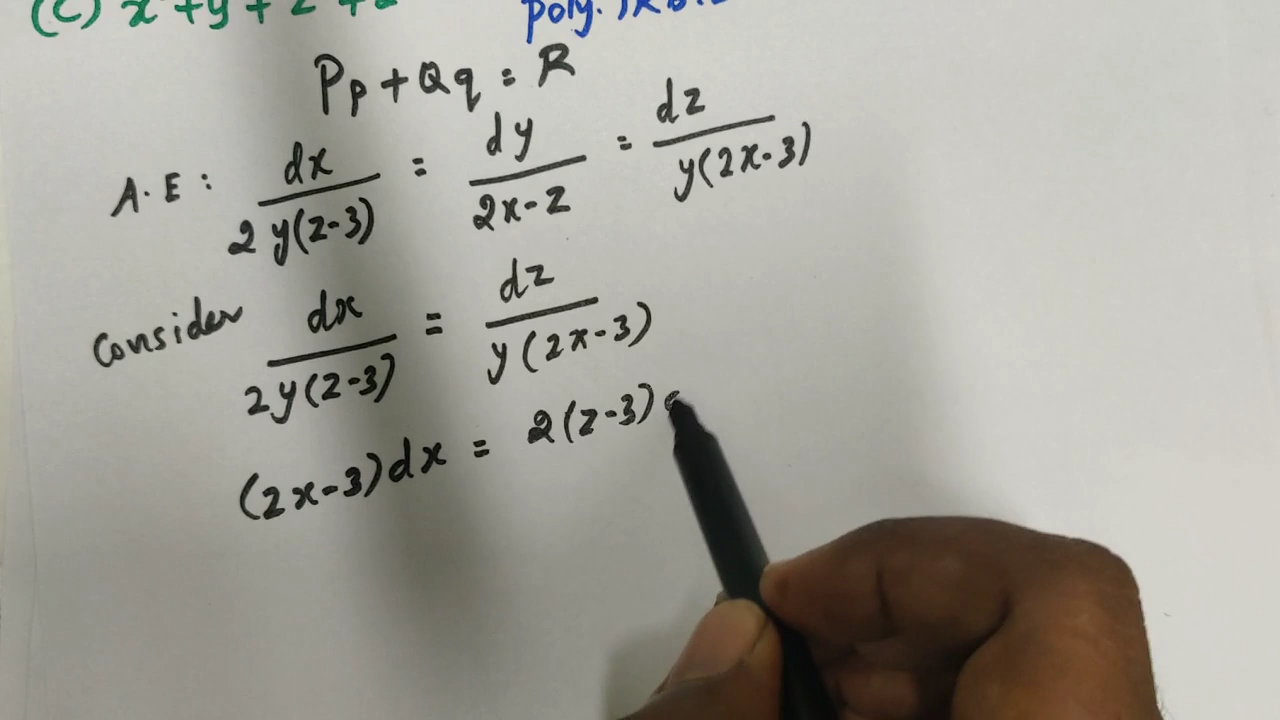 (C) x + y + z +
poly.
Pp + Qq = R
A.E : dx / 2y(z-3) = dy / 2x-z = dz / y(2x-3)
Consider dx / 2y(z-3) = dz / y(2x-3)
(2x-3)dx = 2(z-3)